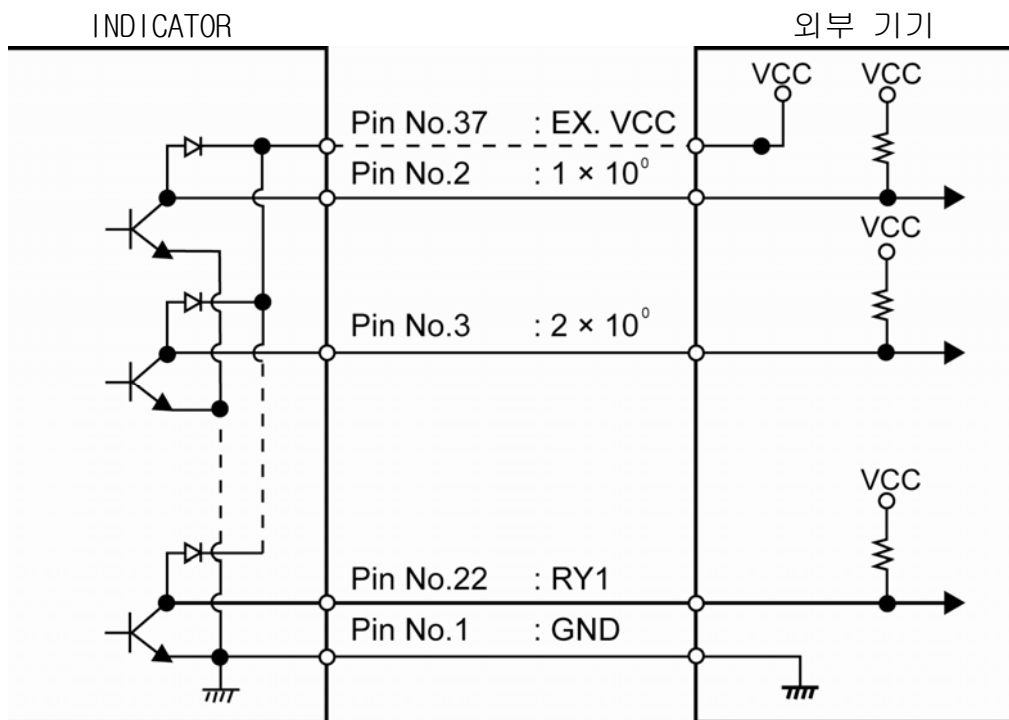 INDICATOR
외부 기기
VCC
VCC
Pin No.37 : EX. VCC
Pin No.2 : 1 × 10⁰
VCC
Pin No.3 : 2 × 10⁰
VCC
Pin No.22 : RY1
Pin No.1 : GND